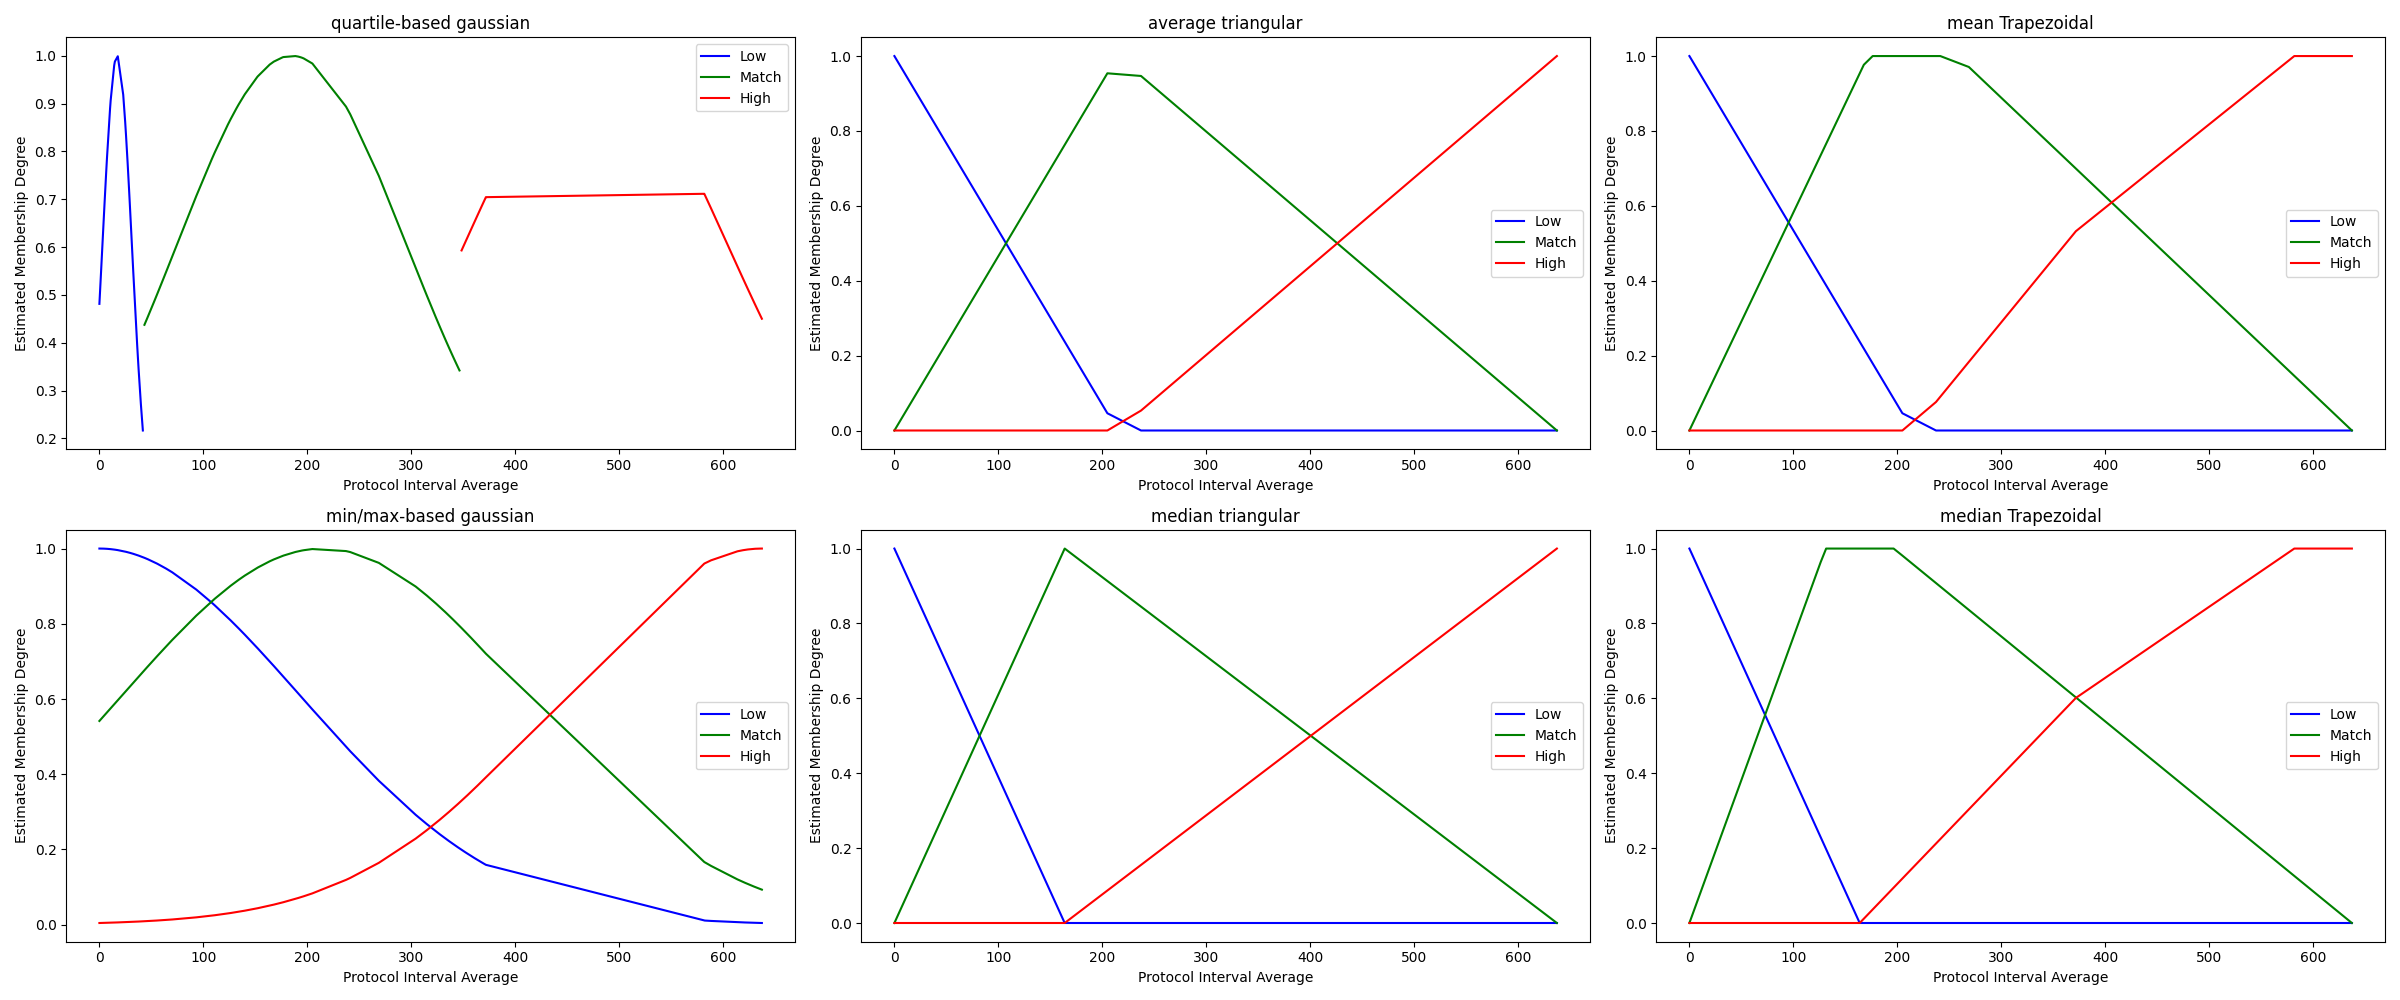 quartile-based gaussian
Estimated Membership Degree
1.0
0.9
0.8
0.7
0.6
0.5
0.4
0.3
0.2
Low
Match
High
0 100 200 300 400 500 600
Protocol Interval Average
average triangular
Estimated Membership Degree
1.0
0.8
0.6
0.4
0.2
0.0
Low
Match
High
0 100 200 300 400 500 600
Protocol Interval Average
mean Trapezoidal
Estimated Membership Degree
1.0
0.8
0.6
0.4
0.2
0.0
Low
Match
High
0 100 200 300 400 500 600
Protocol Interval Average
min/max-based gaussian
Estimated Membership Degree
1.0
0.8
0.6
0.4
0.2
0.0
Low
Match
High
0 100 200 300 400 500 600
Protocol Interval Average
median triangular
Estimated Membership Degree
1.0
0.8
0.6
0.4
0.2
0.0
Low
Match
High
0 100 200 300 400 500 600
Protocol Interval Average
median Trapezoidal
Estimated Membership Degree
1.0
0.8
0.6
0.4
0.2
0.0
Low
Match
High
0 100 200 300 400 500 600
Protocol Interval Average